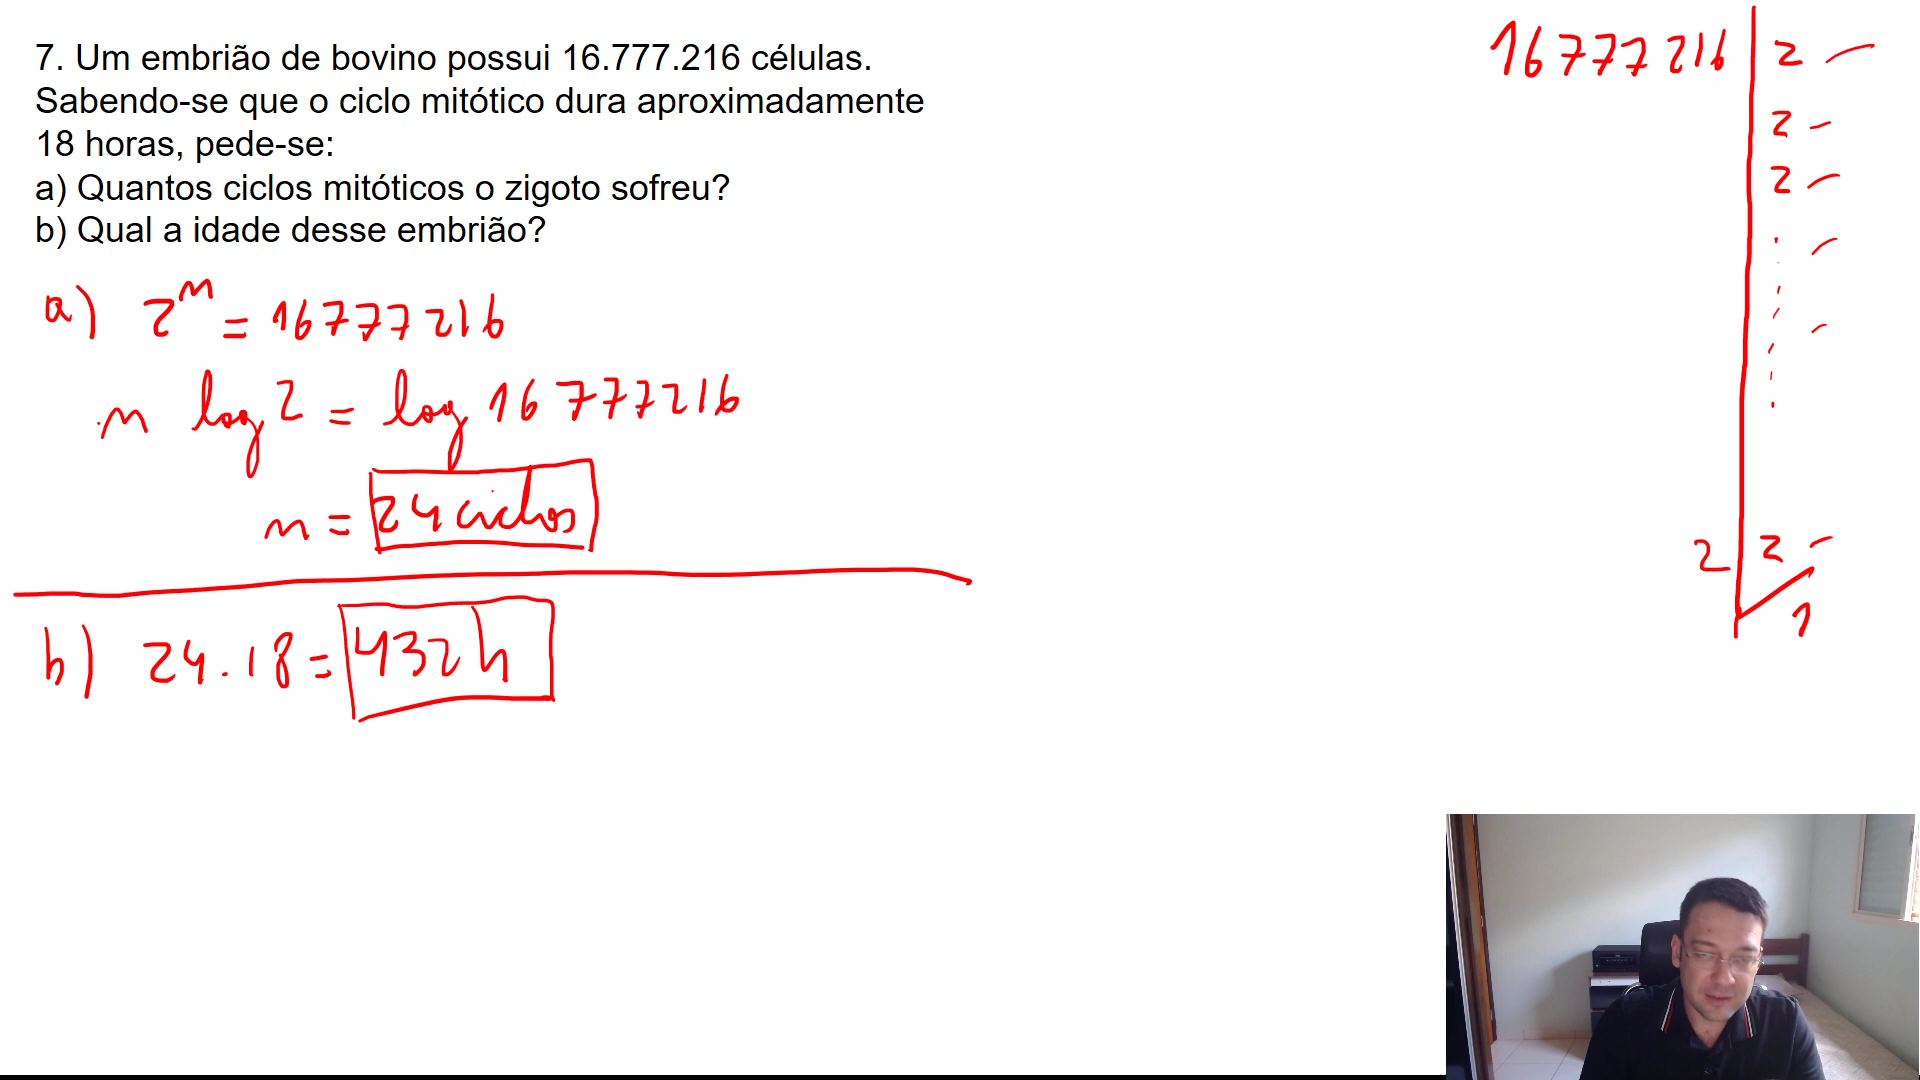 7. Um embrião de bovino possui 16.777.216 células.
Sabendo-se que o ciclo mitótico dura aproximadamente
18 horas, pede-se:
a) Quantos ciclos mitóticos o zigoto sofreu?
b) Qual a idade desse embrião?
a) 2^n = 16777216
n log 2 = log 16777216
n = 24 ciclos
b) 24.18 = 432h
16777216 | 2 -
2 -
2 -
2 | 2 -
1